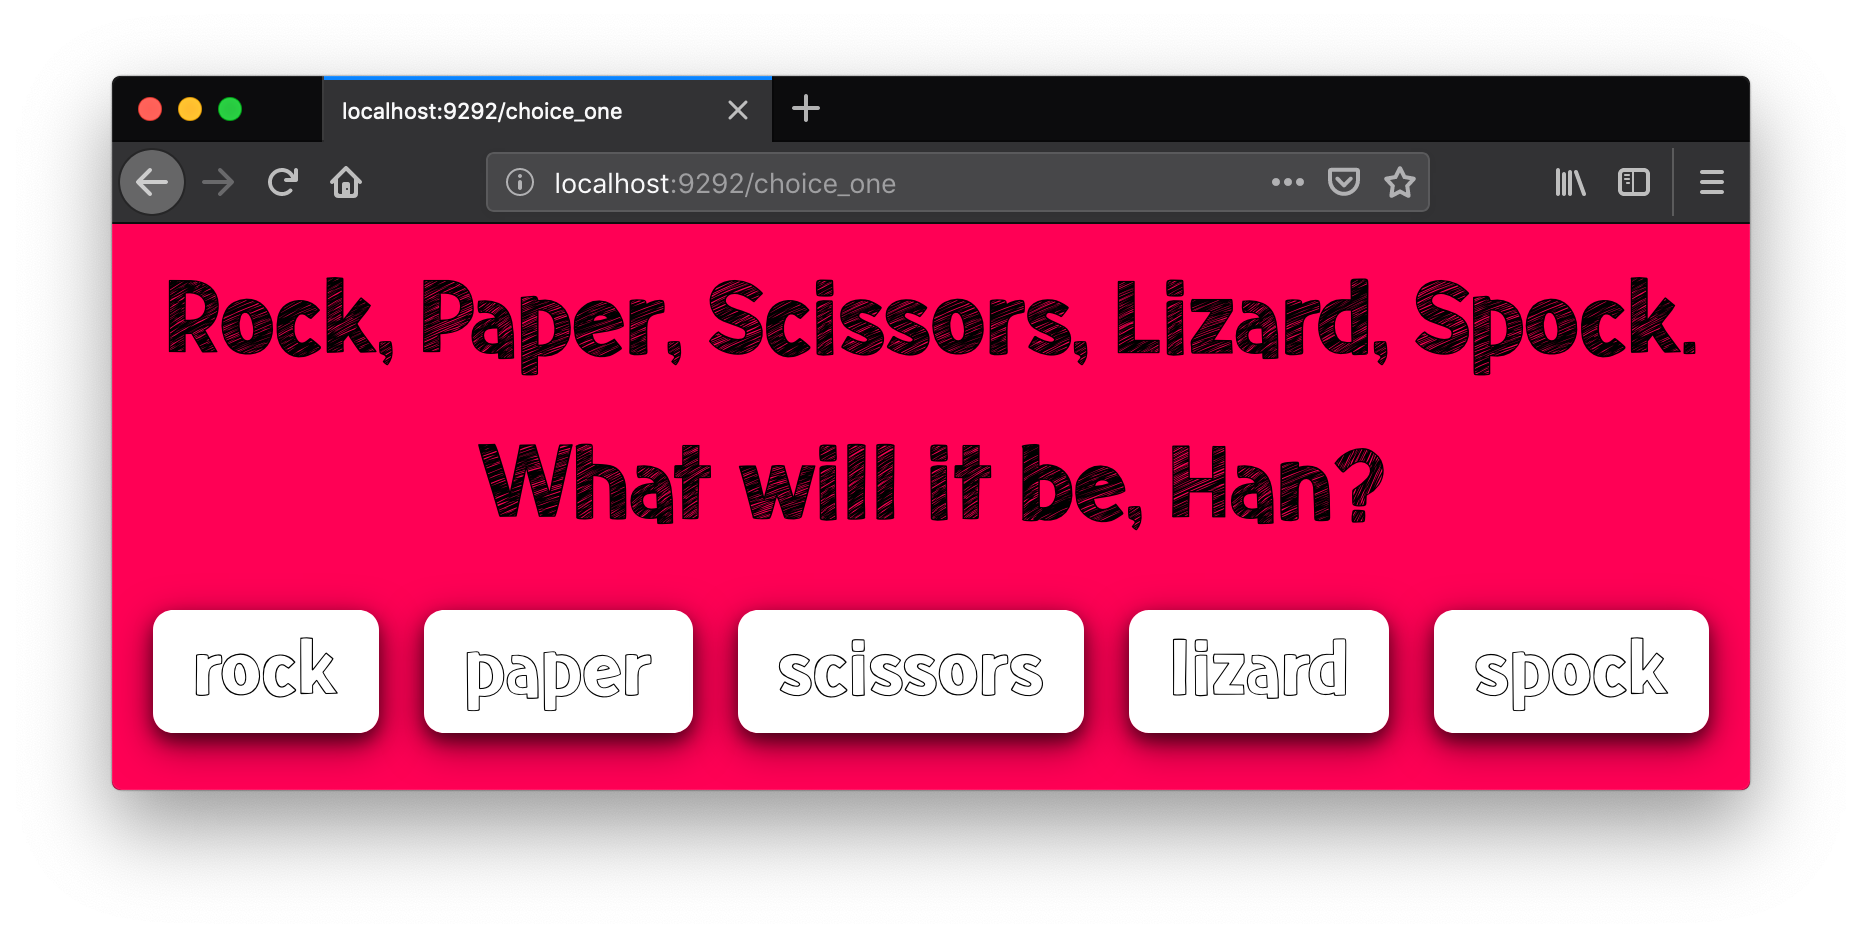 localhost:9292/choice_one
localhost:9292/choice_one
Rock, Paper, Scissors, Lizard, Spock.
What will it be, Han?
rock paper scissors lizard spock